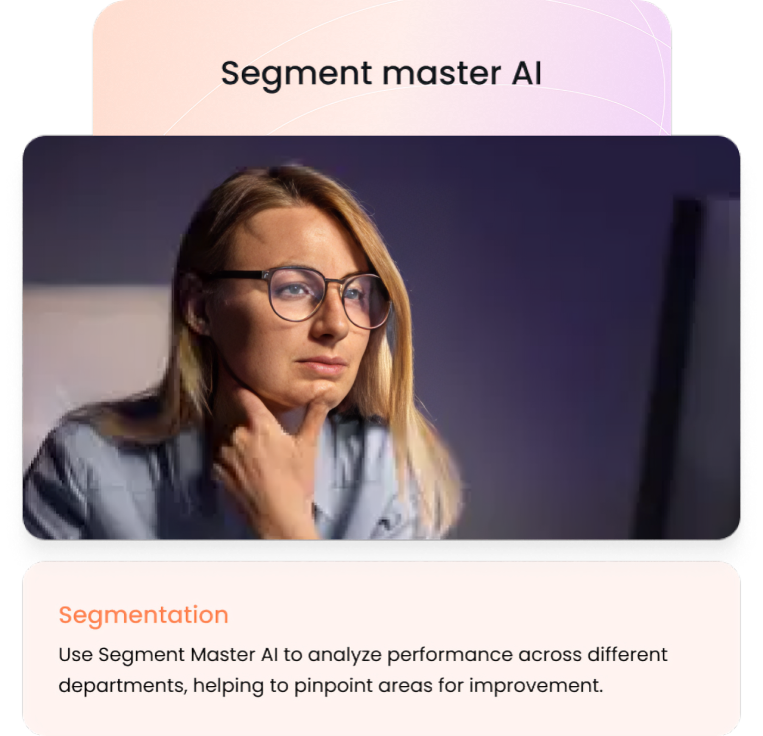 Segment master AI
Segmentation
Use Segment Master AI to analyze performance across different
departments, helping to pinpoint areas for improvement.